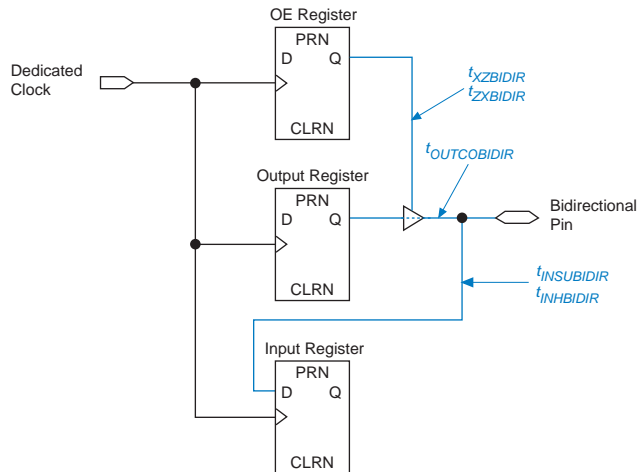 OE Register
PRN
D
Q
CLRN
Dedicated
Clock
tXZBIDIR
tZXBIDIR
tOUTCOBIDIR
Output Register
PRN
D
Q
CLRN
Bidirectional
Pin
tINSUBIDIR
tINHBIDIR
Input Register
PRN
D
Q
CLRN